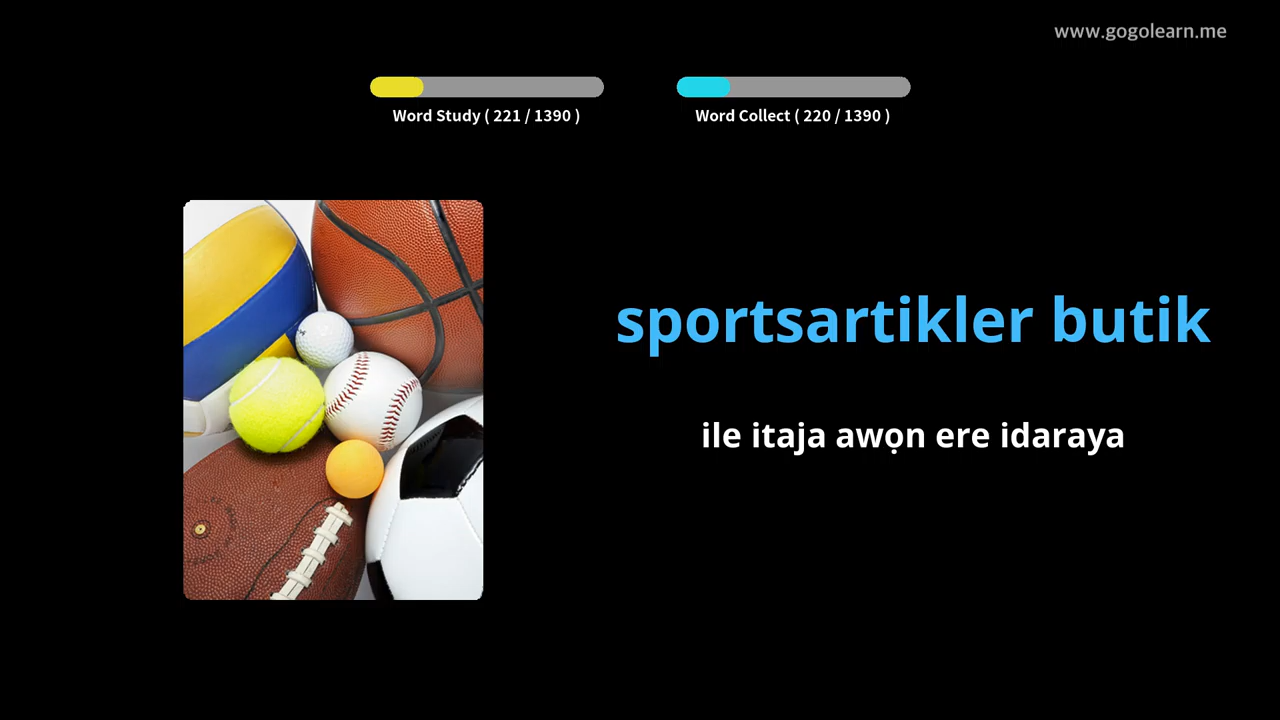 www.gogolearn.me
Word Study ( 221 / 1390 )
Word Collect ( 220 / 1390 )
sportsartikler butik
ile itaja awọn ere idaraya